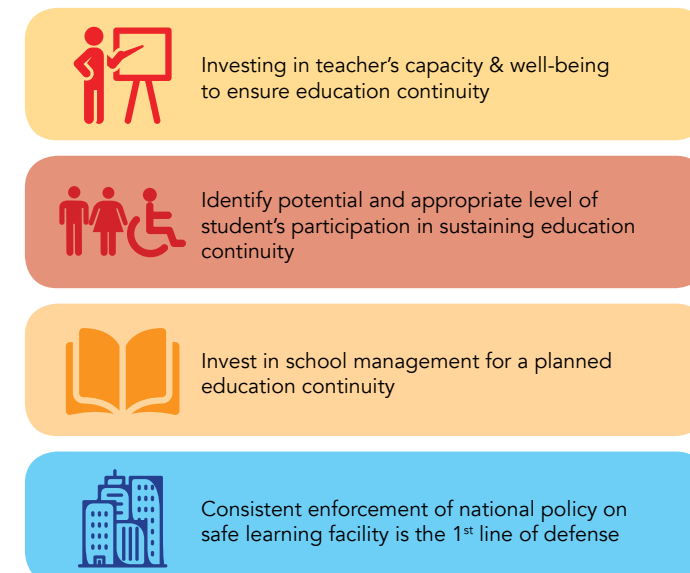 Investing in teacher’s capacity & well-being
to ensure education continuity
Identify potential and appropriate level of
student’s participation in sustaining education
continuity
Invest in school management for a planned
education continuity
Consistent enforcement of national policy on
safe learning facility is the 1st line of defense